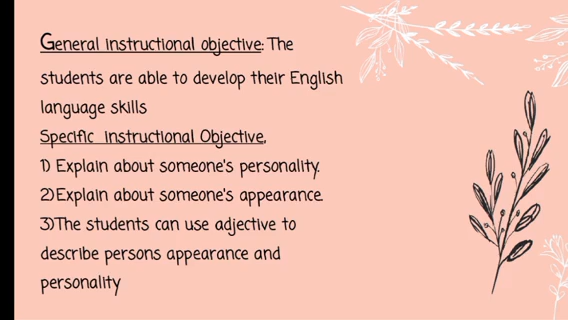 General instructional objective: The
students are able to develop their English
language skills
Specific instructional Objective,
1) Explain about someone's personality.
2)Explain about someone's appearance.
3)The students can use adjective to
describe persons appearance and
personality